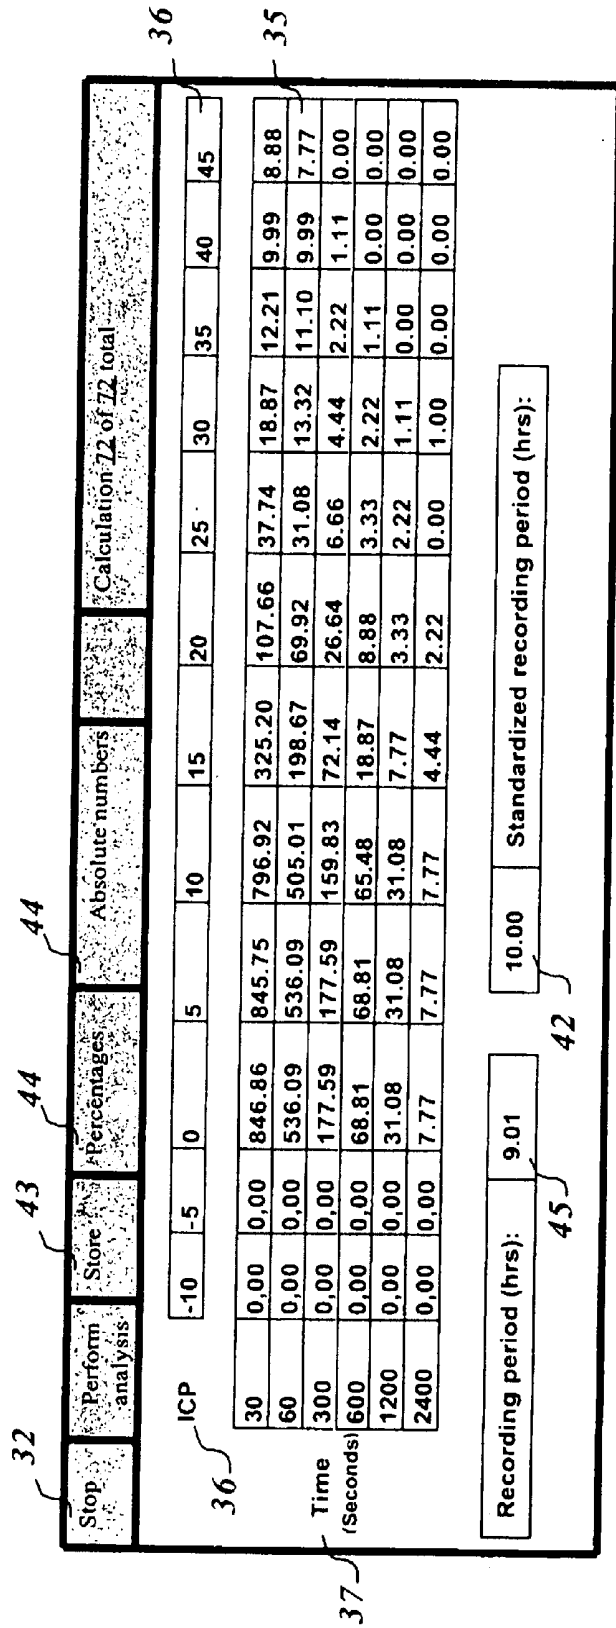 32 43 44 44
Stop Perform analysis Store Percentages Absolute numbers Calculation 72 of 72 total
36
ICP -10 -5 0 5 10 15 20 25 30 35 40 45
36
35
30 0,00 0,00 846.86 845.75 796.92 325.20 107.66 37.74 18.87 12.21 9.99 8.88
60 0,00 0,00 536.09 536.09 505.01 198.67 69.92 31.08 13.32 11.10 9.99 7.77
300 0,00 0,00 177.59 177.59 159.83 72.14 26.64 6.66 4.44 2.22 1.11 0.00
600 0,00 0,00 68.81 68.81 65.48 18.87 8.88 3.33 2.22 1.11 0.00 0.00
1200 0,00 0,00 31.08 31.08 31.08 7.77 3.33 2.22 1.11 0.00 0.00 0.00
2400 0,00 0,00 7.77 7.77 7.77 4.44 2.22 0.00 1.00 0.00 0.00 0.00
Time
(Seconds)
37
Recording period (hrs): 9.01
10.00 Standardized recording period (hrs):
45 42